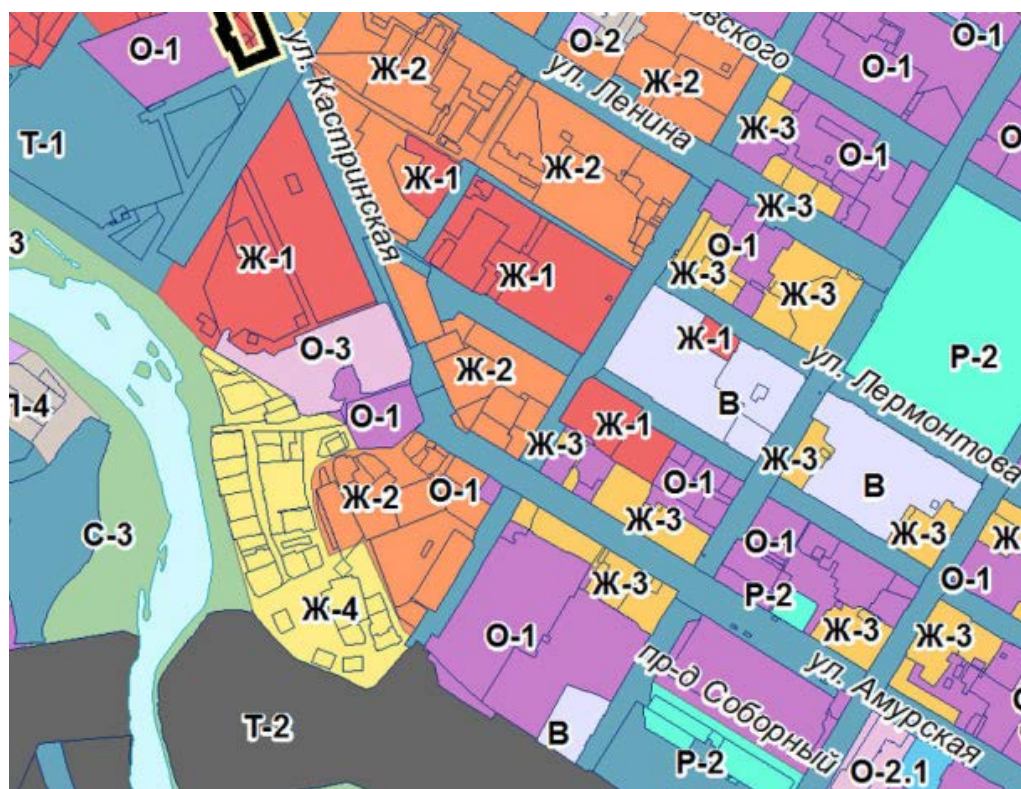 О-1
О-2
О-1
ул. Ленина
Ж-2
Ж-2
О-1
Т-1
ул. Кастринская
Ж-3
О-1
Ж-1
Ж-2
Ж-3
О-1
Ж-1
Ж-1
Ж-3
Ж-3
О-3
Ж-2
Ж-1
ул. Лермонтова
Р-2
В
О-1
Ж-3
Ж-1
Ж-3
В
Ж-2
О-1
О-1
Ж-3
С-3
О-1
Ж-3
Ж-4
О-1
Ж-3
Р-2
О-1
Ж-3
Ж-3
пр-д Соборный
ул. Амурская
Т-2
В
Р-2
О-2.1